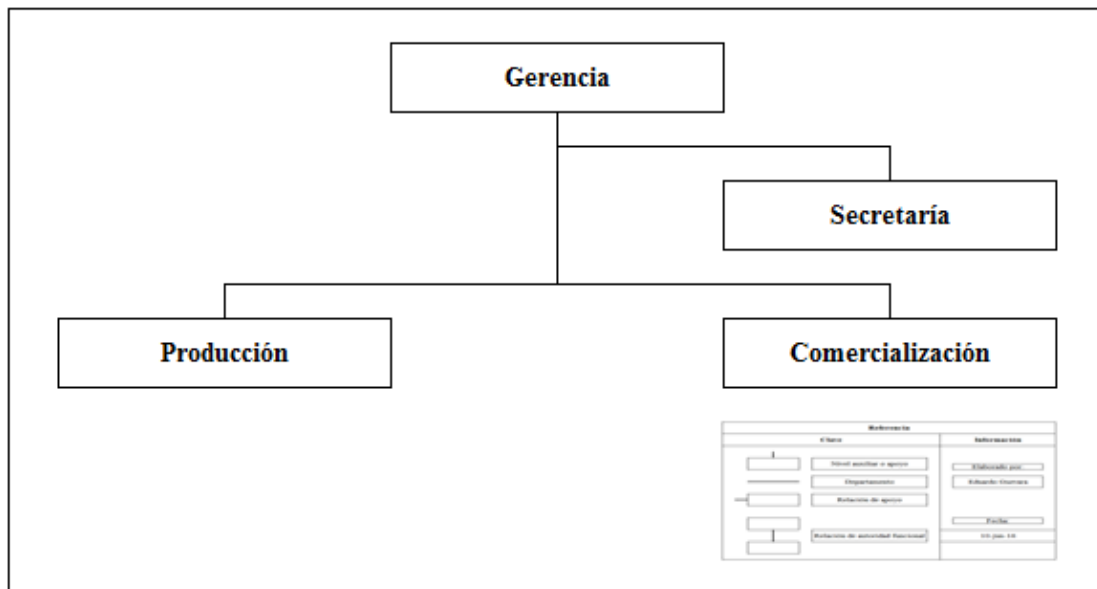 Gerencia
Secretaría
Producción
Comercialización
Referencia
Clave
Información
Nivel auxiliar o apoyo
Elaborado por:
Departamento
Eduardo Guevara
Relación de apoyo
Fecha:
Relación de autoridad funcional